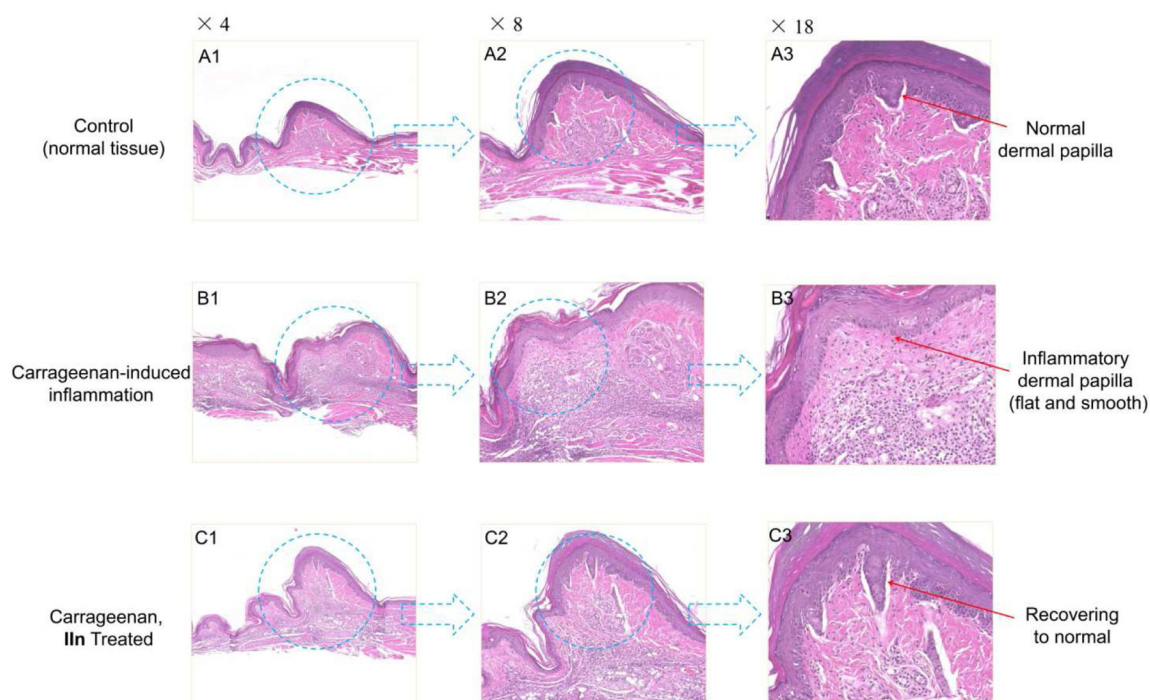 × 4
× 8
× 18
A1
A2
A3
Control
(normal tissue)
Normal
dermal papilla
B1
B2
B3
Carrageenan-induced
inflammation
Inflammatory
dermal papilla
(flat and smooth)
C1
C2
C3
Carrageenan,
IIn Treated
Recovering
to normal